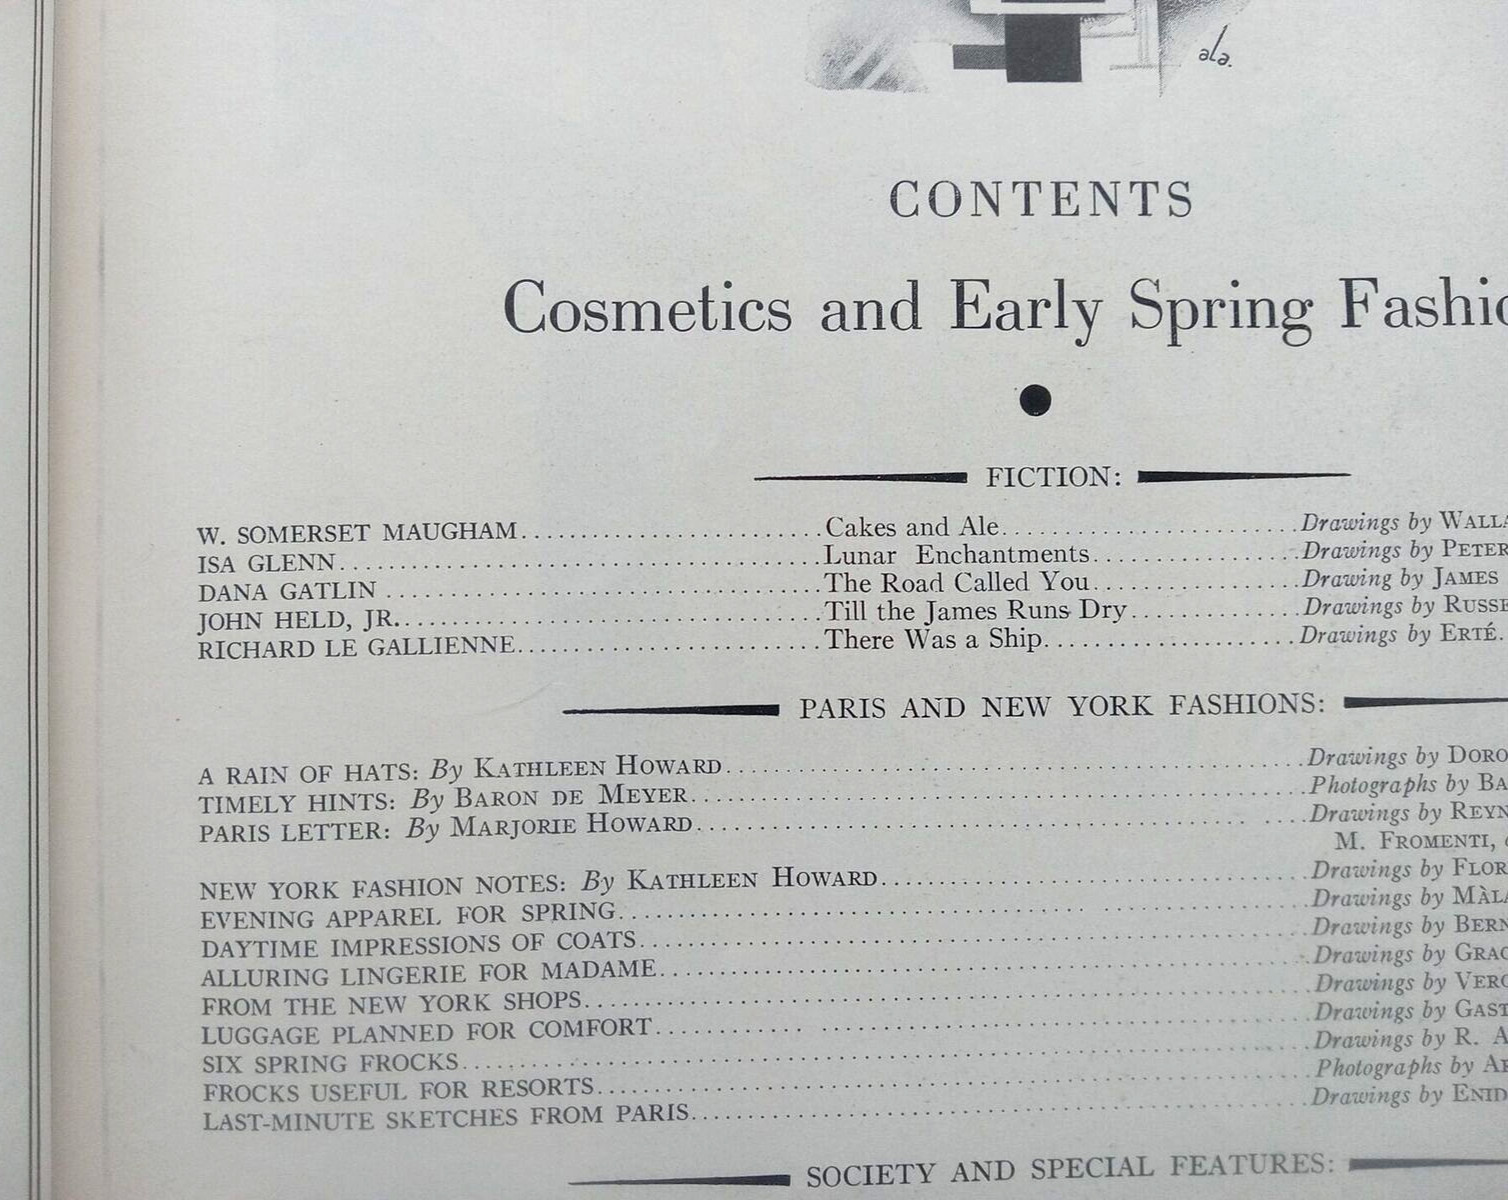 ala.
CONTENTS
Cosmetics and Early Spring Fashio
FICTION:
W. SOMERSET MAUGHAM........................Cakes and Ale........................Drawings by WALLA
ISA GLENN........................Lunar Enchantments........................Drawings by PETER
DANA GATLIN ........................The Road Called You........................Drawing by JAMES
JOHN HELD, JR.........................Till the James Runs Dry........................Drawings by RUSSE
RICHARD LE GALLIENNE........................There Was a Ship........................Drawings by ERTÉ.
PARIS AND NEW YORK FASHIONS:
A RAIN OF HATS: By KATHLEEN HOWARD........................Drawings by DORO
TIMELY HINTS: By BARON DE MEYER........................Photographs by BA
PARIS LETTER: By MARJORIE HOWARD........................Drawings by REYN
M. FROMENTI,
NEW YORK FASHION NOTES: By KATHLEEN HOWARD........................Drawings by FLOR
EVENING APPAREL FOR SPRING........................Drawings by MÀLA
DAYTIME IMPRESSIONS OF COATS........................Drawings by BERN
ALLURING LINGERIE FOR MADAME........................Drawings by GRAC
FROM THE NEW YORK SHOPS........................Drawings by VERO
LUGGAGE PLANNED FOR COMFORT........................Drawings by GAST
SIX SPRING FROCKS........................Drawings by R. A
FROCKS USEFUL FOR RESORTS........................Photographs by AR
LAST-MINUTE SKETCHES FROM PARIS........................Drawings by ENID
SOCIETY AND SPECIAL FEATURES: